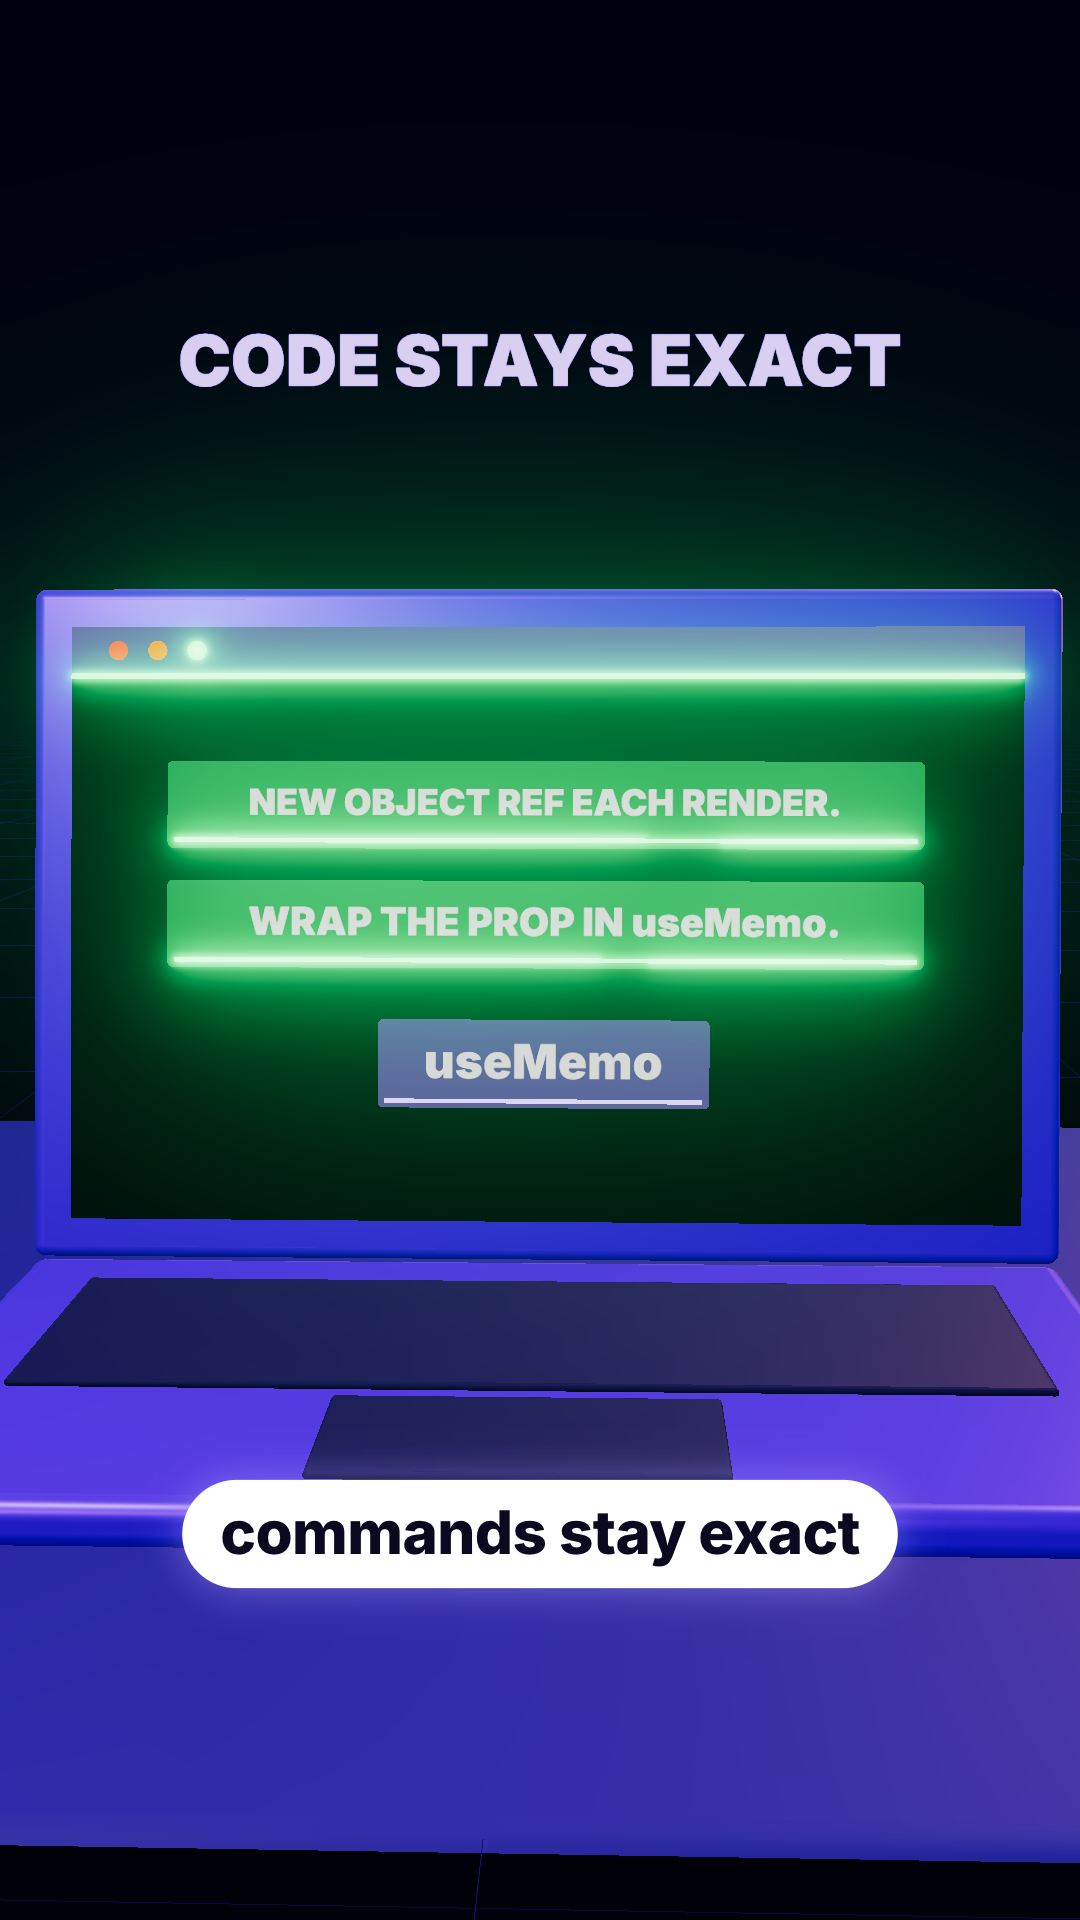 CODE STAYS EXACT
NEW OBJECT REF EACH RENDER.
WRAP THE PROP IN useMemo.
useMemo
commands stay exact